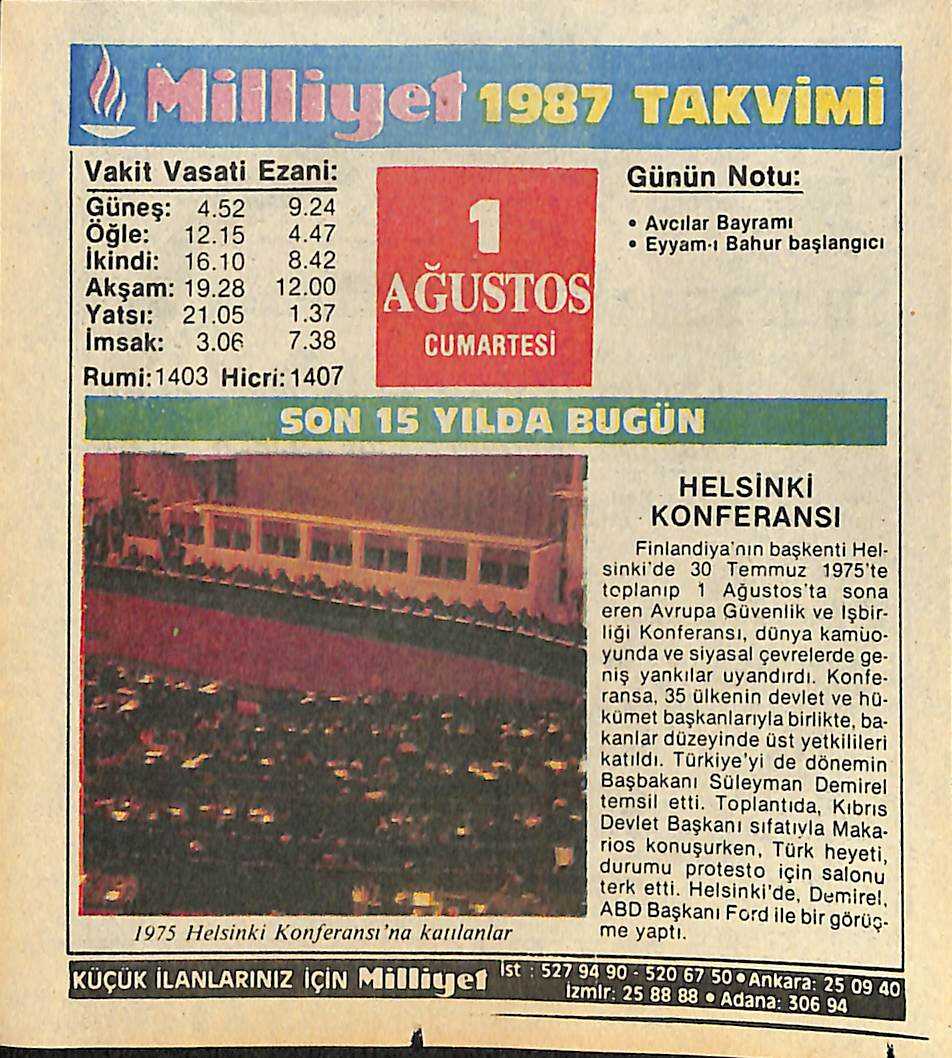 Milliyet 1987 TAKVİMİ
Vakit Vasati Ezani:
Güneş: 4.52 9.24
Öğle: 12.15 4.47
İkindi: 16.10 8.42
Akşam: 19.28 12.00
Yatsı: 21.05 1.37
İmsak: 3.06 7.38
Rumi: 1403 Hicri: 1407
1
AĞUSTOS
CUMARTESİ
Günün Notu:
• Avcılar Bayramı
• Eyyam-ı Bahur başlangıcı
SON 15 YILDA BUGÜN
1975 Helsinki Konferansı'na katılanlar
HELSİNKİ
KONFERANSI
Finlandiya'nın başkenti Hel-
sinki'de 30 Temmuz 1975'te
toplanıp 1 Ağustos'ta sona
eren Avrupa Güvenlik ve Işbir-
liği Konferansı, dünya kamuo-
yunda ve siyasal çevrelerde ge-
niş yankılar uyandırdı. Konfe-
ransa, 35 ülkenin devlet ve hü-
kümet başkanlarıyla birlikte, ba-
kanlar düzeyinde üst yetkilileri
katıldı. Türkiye'yi de dönemin
Başbakanı Süleyman Demirel
temsil etti. Toplantıda, Kıbrıs
Devlet Başkanı sıfatıyla Maka-
rios konuşurken, Türk heyeti,
durumu protesto için salonu
terk etti. Helsinki'de, Demirel,
ABD Başkanı Ford ile bir görüş-
me yaptı.
KÜÇÜK İLANLARINIZ İÇİN Milliyet
İst : 527 94 90 - 520 67 50 • Ankara: 25 09 40
İzmir: 25 88 88 • Adana: 306 94